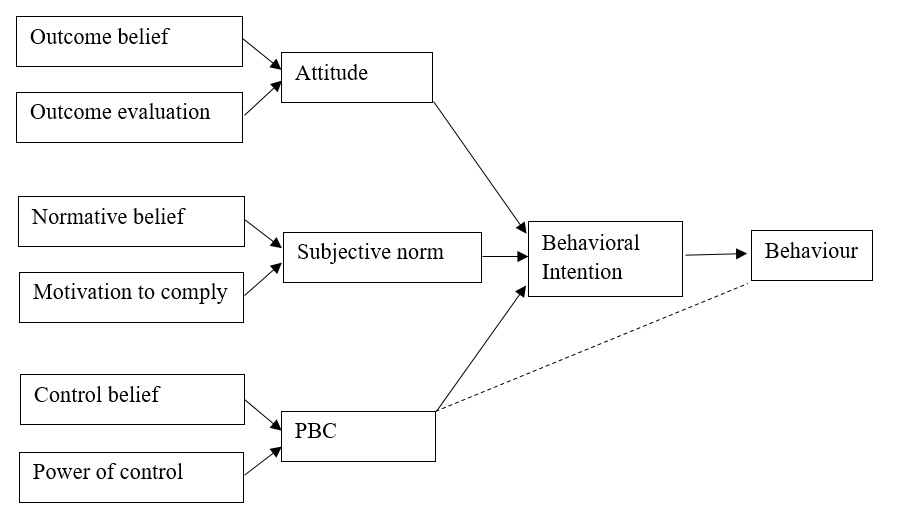 Outcome belief
Attitude
Outcome evaluation
Normative belief
Subjective norm
Motivation to comply
Behavioral
Intention
Behaviour
Control belief
PBC
Power of control